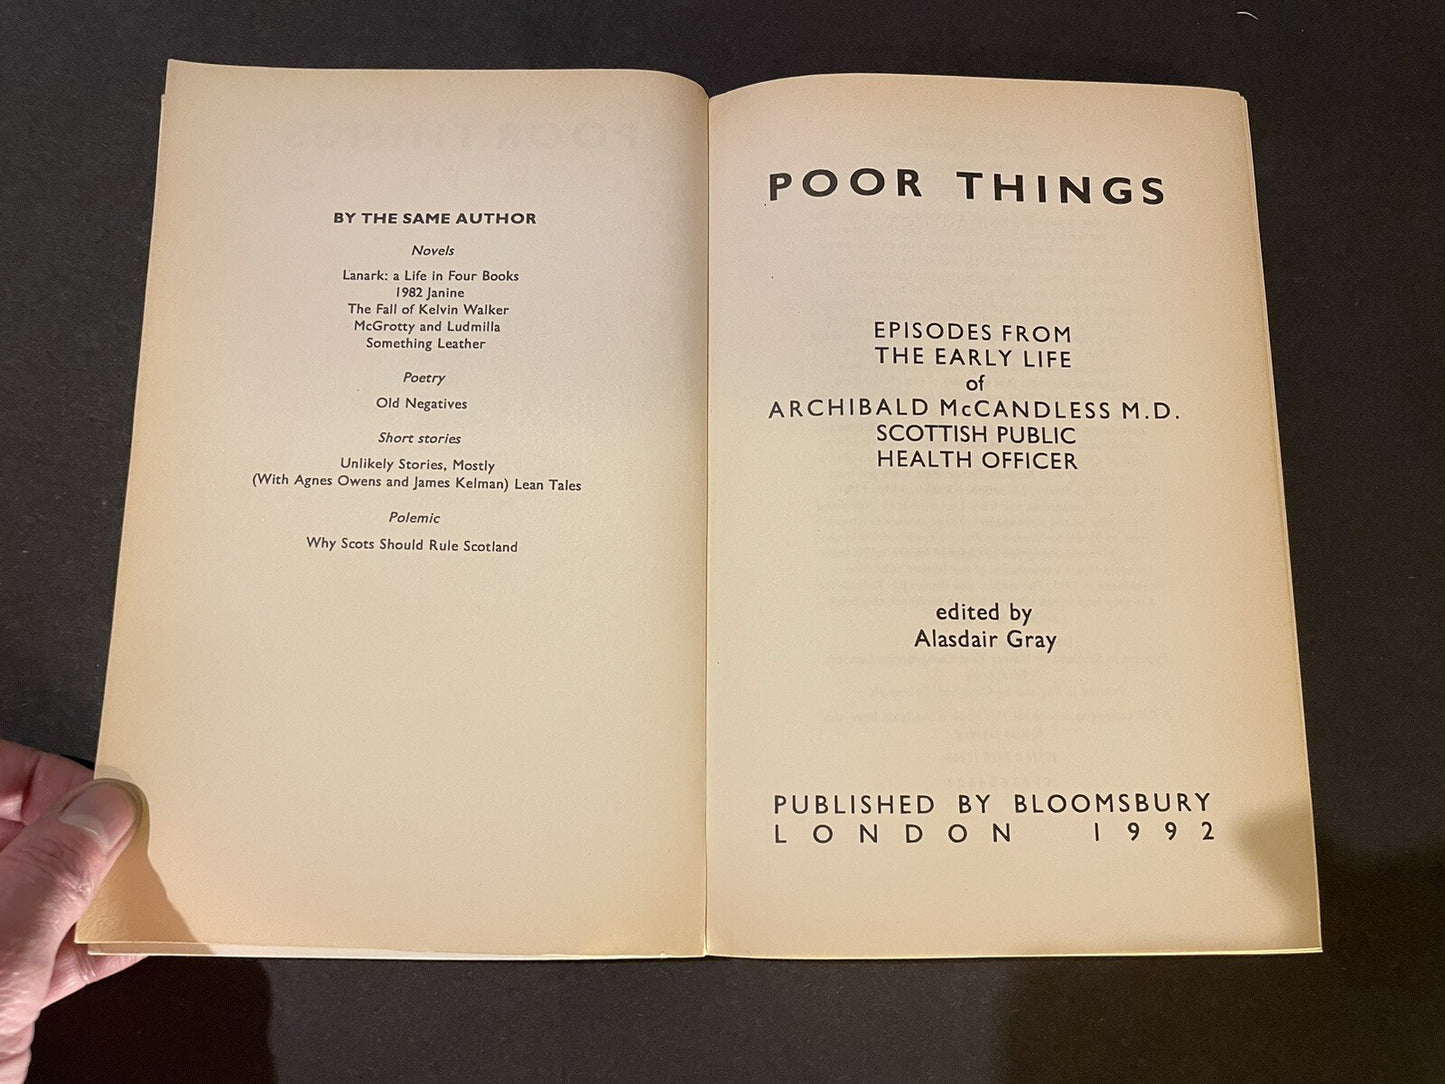 BY THE SAME AUTHOR
Novels
Lanark: a Life in Four Books
1982 Janine
The Fall of Kelvin Walker
McGrotty and Ludmilla
Something Leather
Poetry
Old Negatives
Short stories
Unlikely Stories, Mostly
(With Agnes Owens and James Kelman) Lean Tales
Polemic
Why Scots Should Rule Scotland
POOR THINGS
EPISODES FROM
THE EARLY LIFE
of
ARCHIBALD McCANDLESS M.D.
SCOTTISH PUBLIC
HEALTH OFFICER
edited by
Alasdair Gray
PUBLISHED BY BLOOMSBURY
LONDON 1992